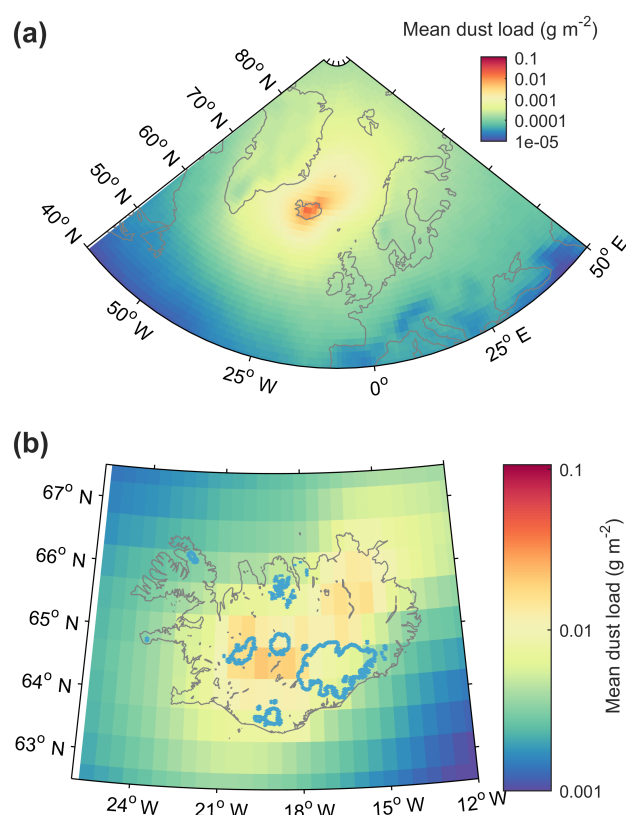 (a)
Mean dust load (g m⁻²)
0.1
0.01
0.001
0.0001
1e-05
80° N
70° N
60° N
50° N
40° N
50° W
25° W
0°
25° E
50° E
(b)
67° N
66° N
65° N
64° N
63° N
24° W
21° W
18° W
15° W
12° W
0.1
0.01
0.001
Mean dust load (g m⁻²)